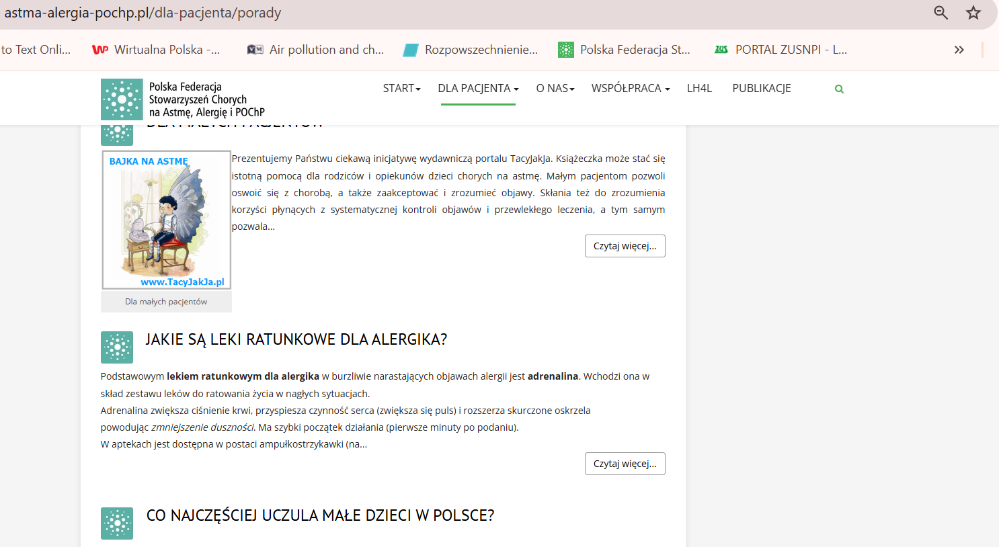 astma-alergia-pochp.pl/dla-pacjenta/porady
to Text Onli...
Wirtualna Polska -...
Air pollution and ch...
Rozpowszechnienie...
Polska Federacja St...
PORTAL ZUSNPI - L...
Polska Federacja
Stowarzyszeń Chorych
na Astmę, Alergię i POChP
START
DLA PACJENTA
O NAS
WSPÓŁPRACA
LH4L
PUBLIKACJE
DLA MAŁYCH PACJENTÓW
BAJKA NA ASTMĘ
www.TacyJakJa.pl
Dla małych pacjentów
Prezentujemy Państwu ciekawą inicjatywę wydawniczą portalu TacyJakJa. Książeczka może stać się
istotną pomocą dla rodziców i opiekunów dzieci chorych na astmę. Małym pacjentom pozwoli
oswoić się z chorobą, a także zaakceptować i zrozumieć objawy. Skłania też do zrozumienia
korzyści płynących z systematycznej kontroli objawów i przewlekłego leczenia, a tym samym
pozwala...
Czytaj więcej...
JAKIE SĄ LEKI RATUNKOWE DLA ALERGIKA?
Podstawowym lekiem ratunkowym dla alergika w burzliwie narastających objawach alergii jest adrenalina. Wchodzi ona w
skład zestawu leków do ratowania życia w nagłych sytuacjach.
Adrenalina zwiększa ciśnienie krwi, przyspiesza czynność serca (zwiększa się puls) i rozszerza skurczone oskrzela
powodując zmniejszenie duszności. Ma szybki początek działania (pierwsze minuty po podaniu).
W aptekach jest dostępna w postaci ampułkostrzykawki (na...
Czytaj więcej...
CO NAJCZĘŚCIEJ UCZULA MAŁE DZIECI W POLSCE?